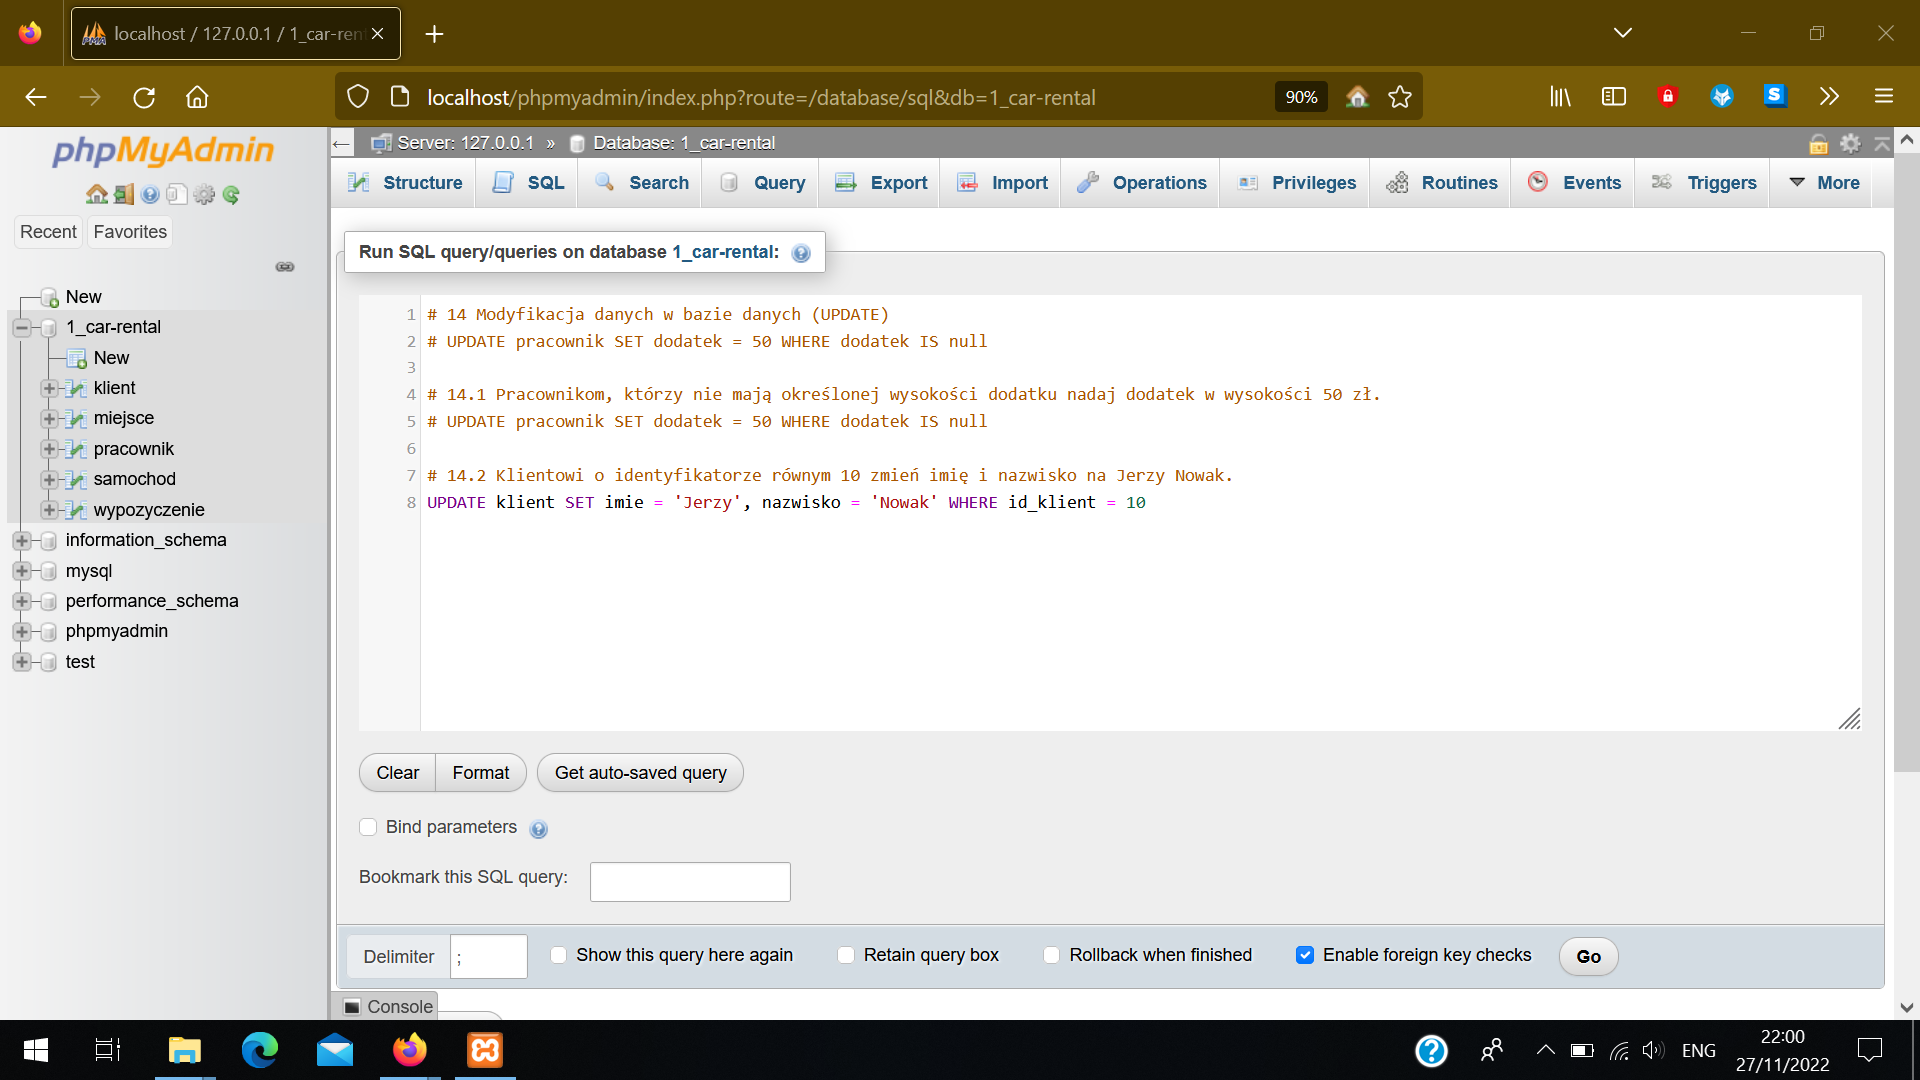 localhost / 127.0.0.1 / 1_car-ren
localhost/phpmyadmin/index.php?route=/database/sql&db=1_car-rental
90%
S
phpMyAdmin
Recent
Favorites
New
1_car-rental
New
klient
miejsce
pracownik
samochod
wypozyczenie
information_schema
mysql
performance_schema
phpmyadmin
test
Server: 127.0.0.1 » Database: 1_car-rental
Structure
SQL
Search
Query
Export
Import
Operations
Privileges
Routines
Events
Triggers
More
Run SQL query/queries on database 1_car-rental:
1 # 14 Modyfikacja danych w bazie danych (UPDATE)
2 # UPDATE pracownik SET dodatek = 50 WHERE dodatek IS null
3
4 # 14.1 Pracownikom, którzy nie mają określonej wysokości dodatku nadaj dodatek w wysokości 50 zł.
5 # UPDATE pracownik SET dodatek = 50 WHERE dodatek IS null
6
7 # 14.2 Klientowi o identyfikatorze równym 10 zmień imię i nazwisko na Jerzy Nowak.
8 UPDATE klient SET imie = 'Jerzy', nazwisko = 'Nowak' WHERE id_klient = 10
Clear
Format
Get auto-saved query
Bind parameters
Bookmark this SQL query:
Delimiter
;
Show this query here again
Retain query box
Rollback when finished
Enable foreign key checks
Go
Console
ENG
22:00
27/11/2022